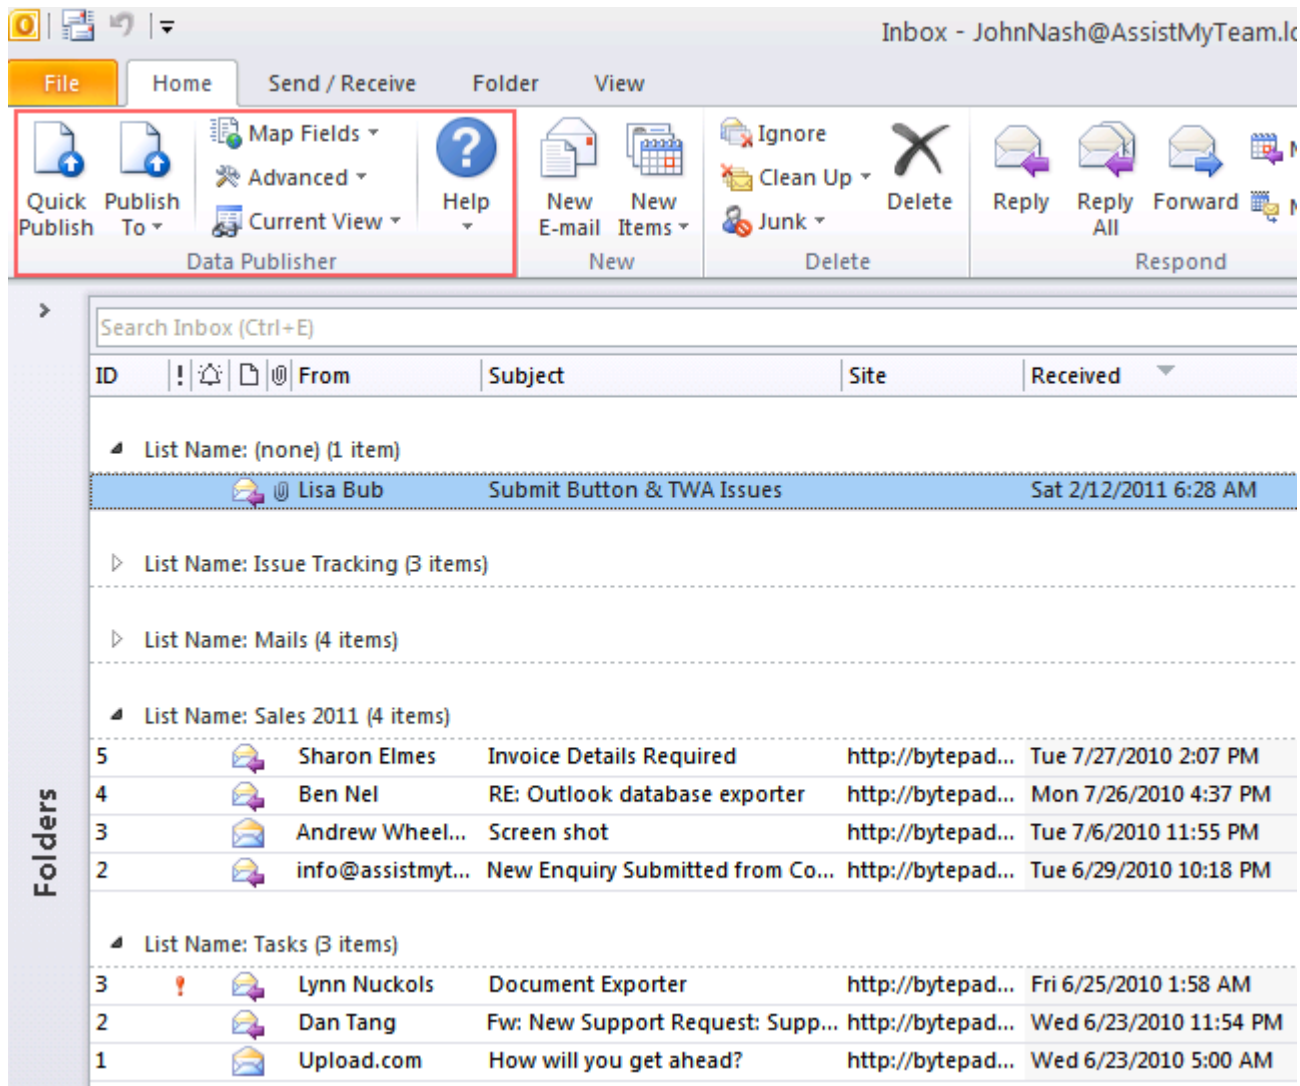 Inbox - JohnNash@AssistMyTeam.lo
File Home Send / Receive Folder View
Quick Publish
Publish To
Map Fields
Advanced
Current View
Help
Data Publisher
New E-mail
New Items
New
Ignore
Clean Up
Junk
Delete
Delete
Reply
Reply All
Forward
Respond
Search Inbox (Ctrl+E)
ID ! From Subject Site Received
List Name: (none) (1 item)
Lisa Bub Submit Button & TWA Issues Sat 2/12/2011 6:28 AM
List Name: Issue Tracking (3 items)
List Name: Mails (4 items)
List Name: Sales 2011 (4 items)
5 Sharon Elmes Invoice Details Required http://bytepad... Tue 7/27/2010 2:07 PM
4 Ben Nel RE: Outlook database exporter http://bytepad... Mon 7/26/2010 4:37 PM
3 Andrew Wheel... Screen shot http://bytepad... Tue 7/6/2010 11:55 PM
2 info@assistmyt... New Enquiry Submitted from Co... http://bytepad... Tue 6/29/2010 10:18 PM
List Name: Tasks (3 items)
3 Lynn Nuckols Document Exporter http://bytepad... Fri 6/25/2010 1:58 AM
2 Dan Tang Fw: New Support Request: Supp... http://bytepad... Wed 6/23/2010 11:54 PM
1 Upload.com How will you get ahead? http://bytepad... Wed 6/23/2010 5:00 AM
Folders